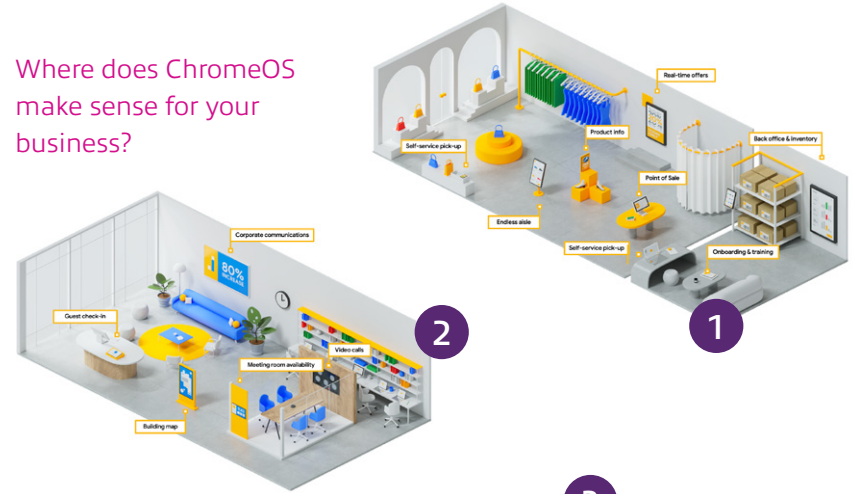 Where does ChromeOS
make sense for your
business?
Real-time offers
Product info
Back office & inventory
Self-service pick-up
Point of Sale
Endless aisle
Self-service pick-up
Onboarding & training
1
Corporate communications
80%
INCREASE
Guest check-in
2
Video calls
Meeting room availability
Building map